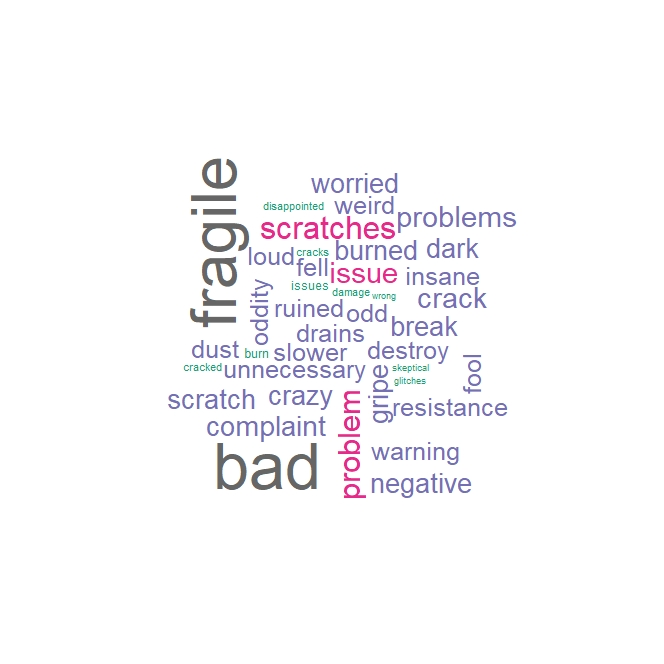 fragile
worried
disappointed
weird
problems
scratches
loud
cracks
burned
dark
fell
issue
insane
issues
damage
wrong
crack
oddity
ruined
odd
break
drains
dust
burn
slower
destroy
cracked
unnecessary
skeptical
glitches
fool
scratch
crazy
gripe
resistance
complaint
problem
warning
bad
negative